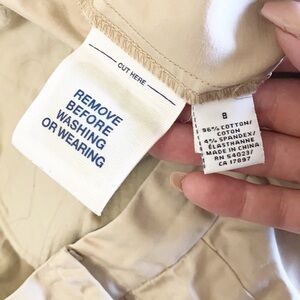 CUT HERE
REMOVE
BEFORE
WASHING
OR WEARING
8
96% COTTON/
COTON
4% SPANDEX/
ÉLASTHANNE
MADE IN CHINA
RN 54023/
CA 17897